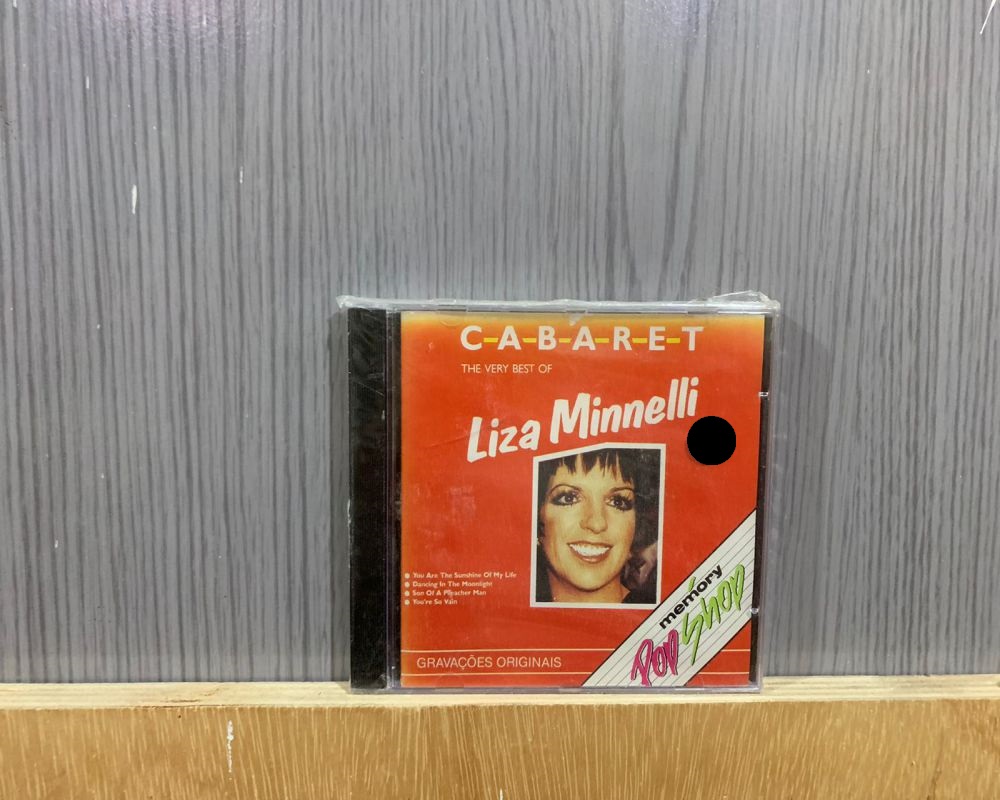 C-A-B-A-R-E-T
THE VERY BEST OF
Liza Minnelli
You Are The Sunshine Of My Life
Dancing In The Moonlight
Son Of A Preacher Man
You're So Vain
memory
Pop Shop
GRAVAÇÕES ORIGINAIS